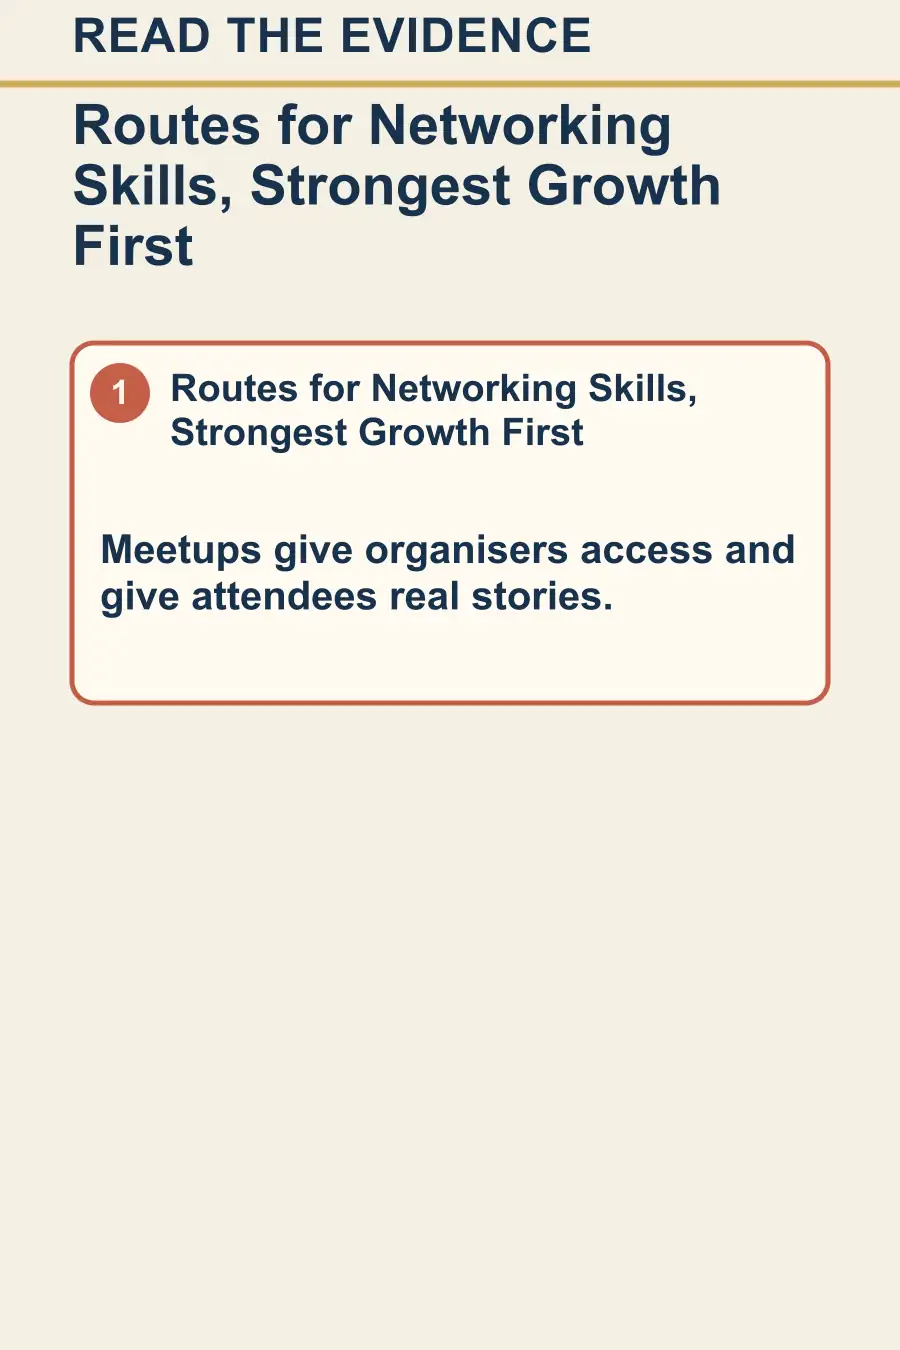 READ THE EVIDENCE
Routes for Networking
Skills, Strongest Growth
First
1
Routes for Networking Skills,
Strongest Growth First
Meetups give organisers access and
give attendees real stories.